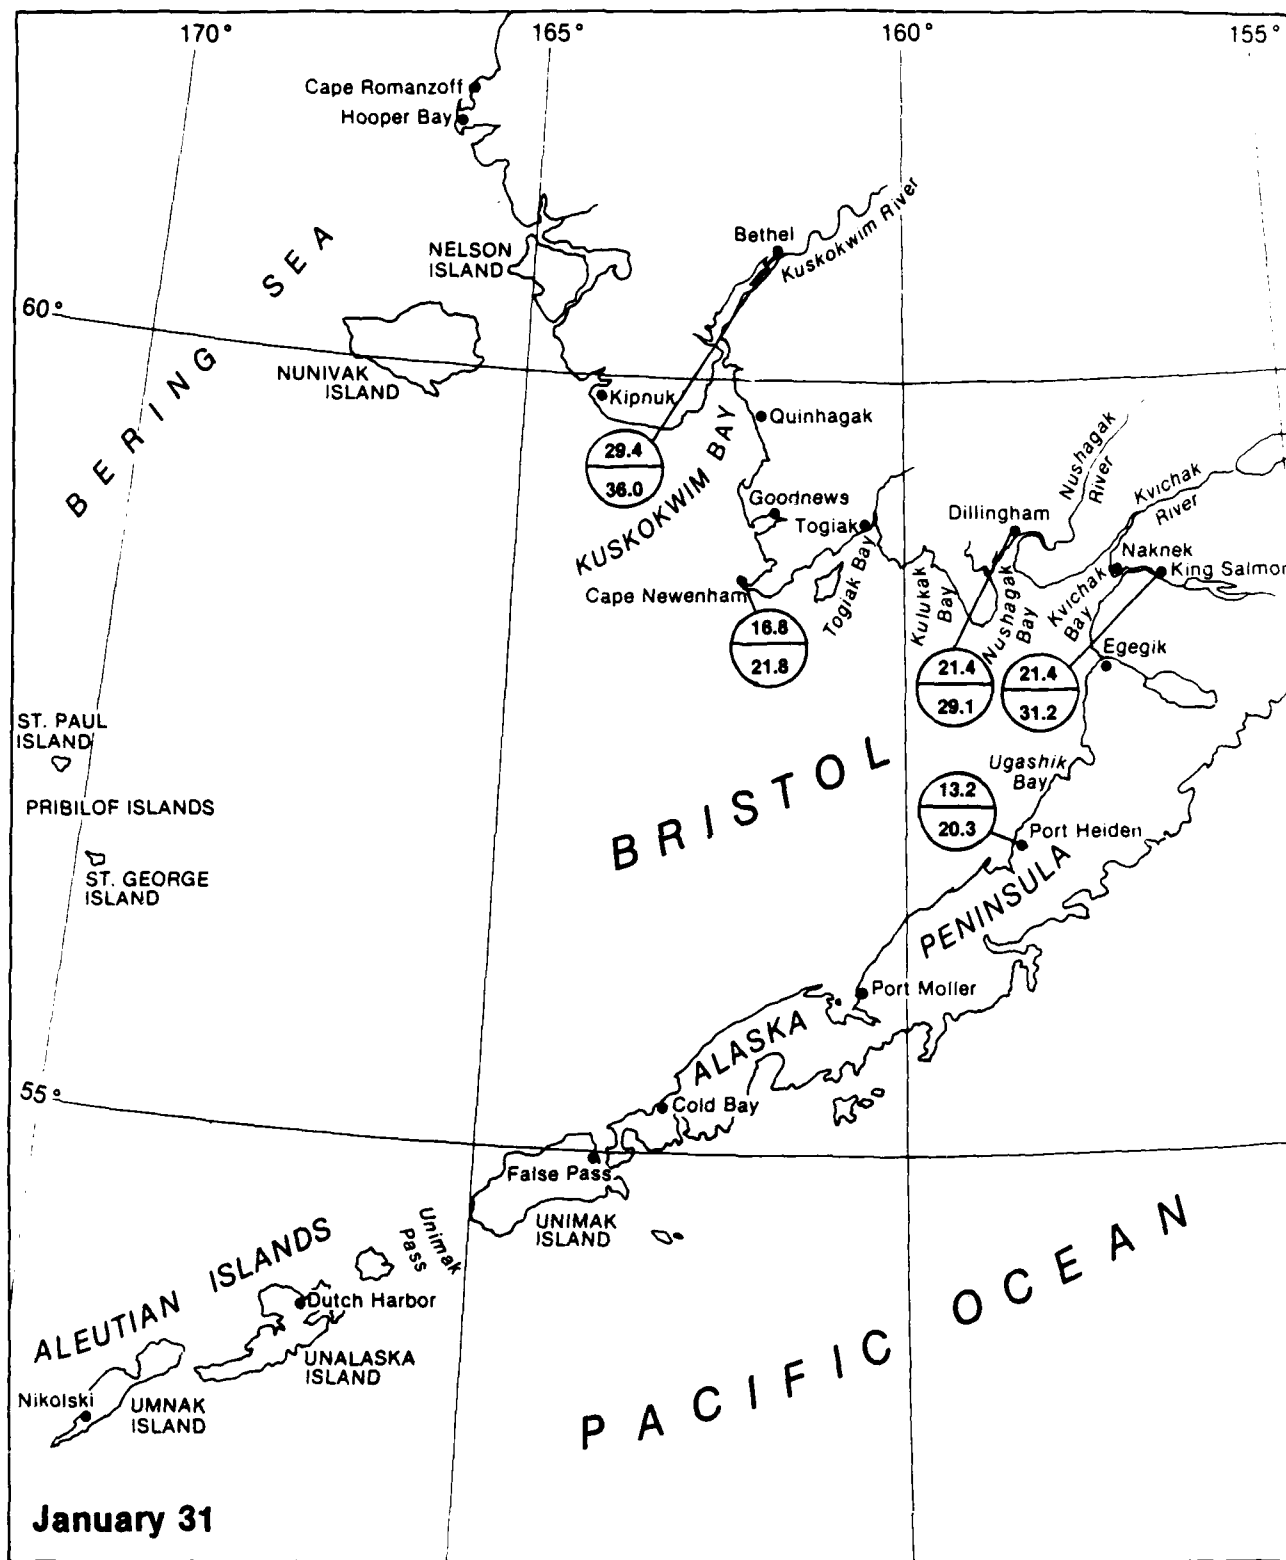 170°
165°
160°
155°
Cape Romanzoff
Hooper Bay
BERING SEA
NELSON
ISLAND
Bethel
Kuskokwim River
60°
NUNIVAK
ISLAND
Kipnuk
Quinhagak
29.4
36.0
KUSKOKWIM BAY
Goodnews
Togiak
Togiak Bay
Cape Newenham
16.8
21.8
Dillingham
Nushagak
River
Kvichak
River
Naknek
King Salmon
Kulukak
Bay
Nushagak
Bay
Kvichak
Bay
Egegik
21.4
29.1
21.4
31.2
ST. PAUL
ISLAND
PRIBILOF ISLANDS
ST. GEORGE
ISLAND
BRISTOL
Ugashik
Bay
13.2
20.3
Port Heiden
ALASKA PENINSULA
Port Moller
55°
Cold Bay
False Pass
UNIMAK
ISLAND
Unimak
Pass
ALEUTIAN ISLANDS
Dutch Harbor
UNALASKA
ISLAND
Nikolski
UMNAK
ISLAND
PACIFIC OCEAN
January 31